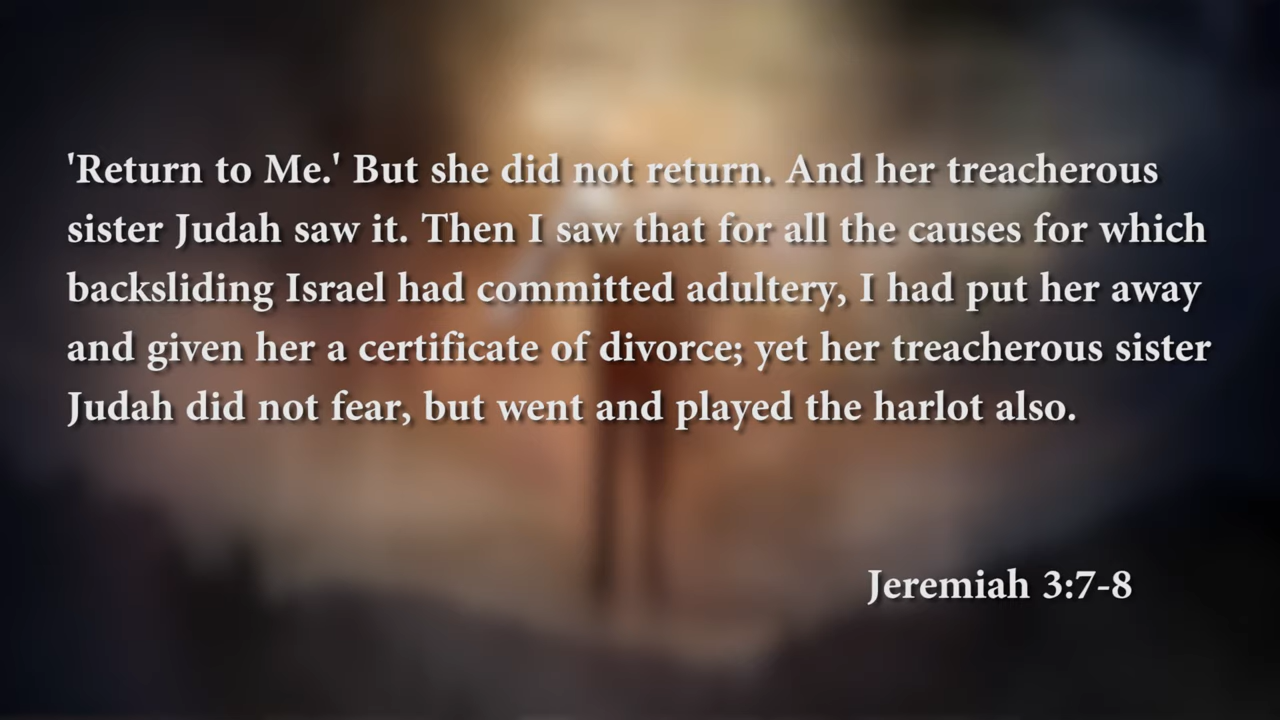 'Return to Me.' But she did not return. And her treacherous
sister Judah saw it. Then I saw that for all the causes for which
backsliding Israel had committed adultery, I had put her away
and given her a certificate of divorce; yet her treacherous sister
Judah did not fear, but went and played the harlot also.
Jeremiah 3:7-8